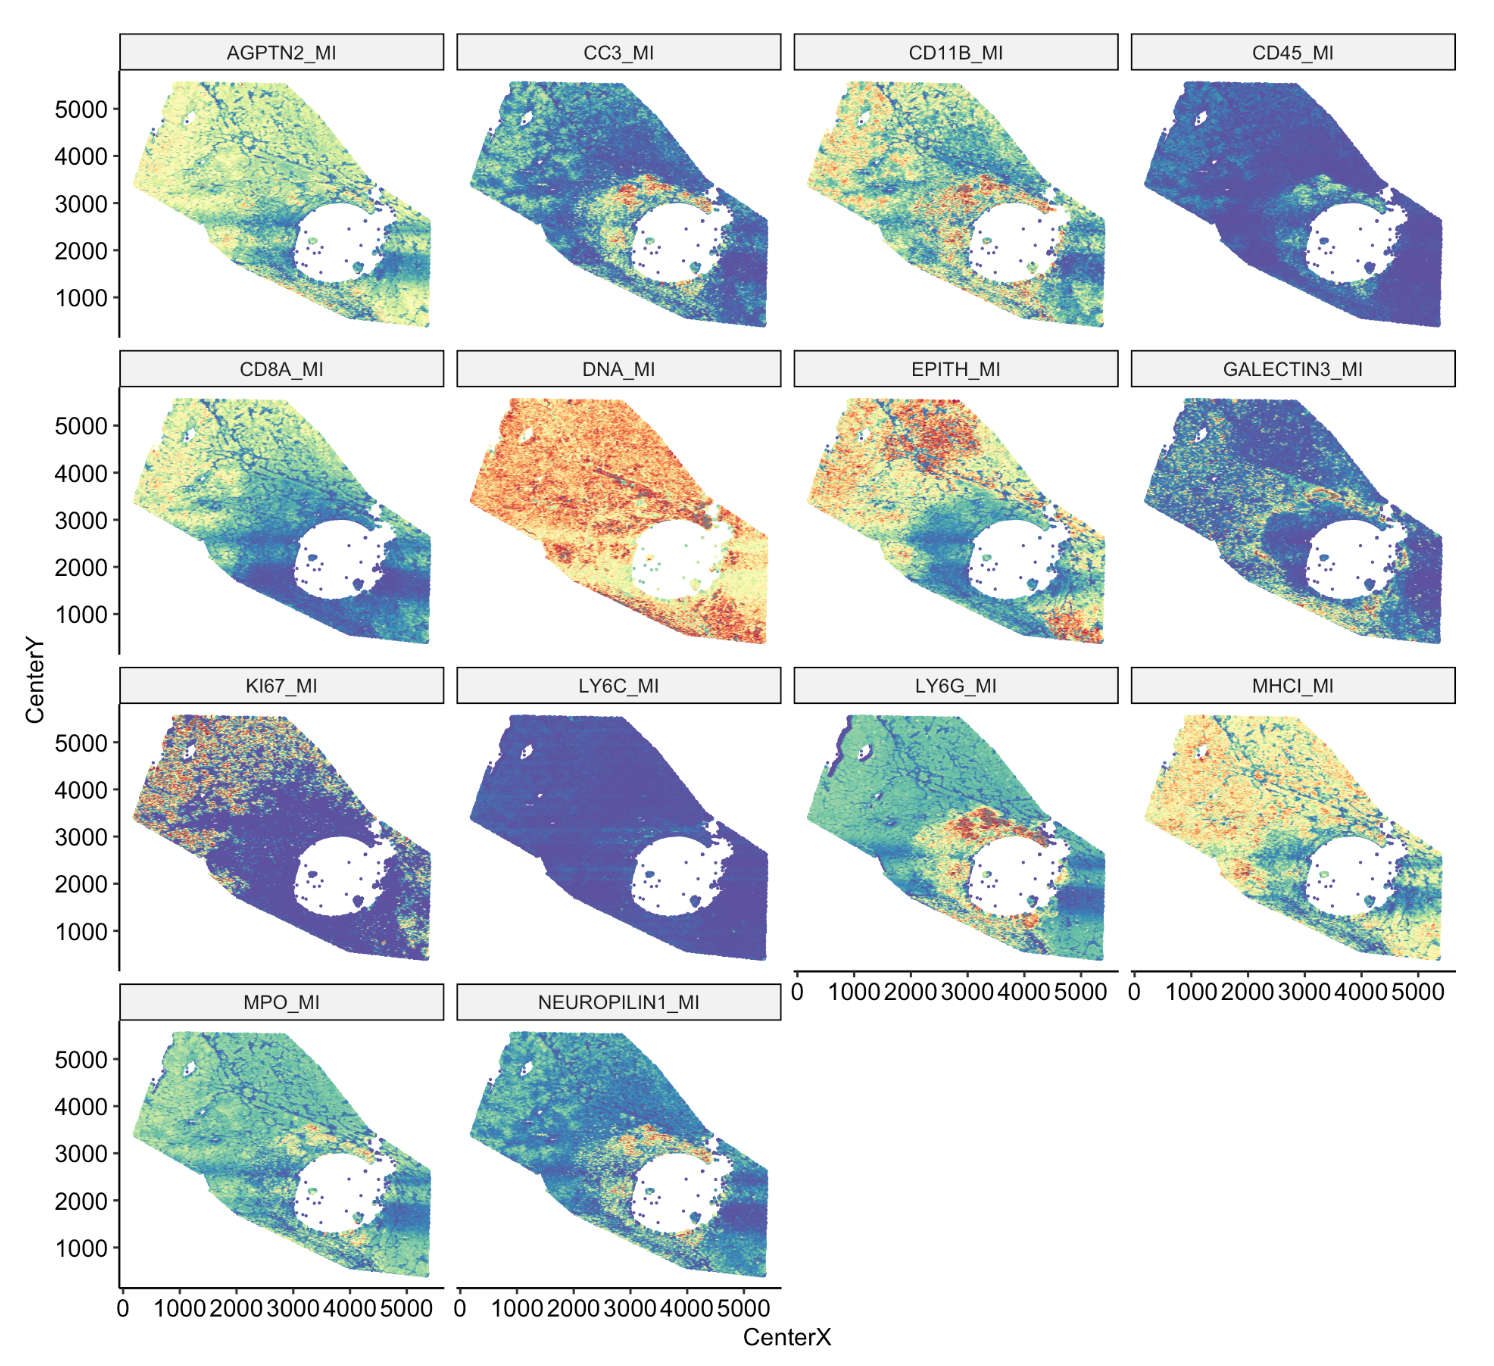 AGPTN2_MI CC3_MI CD11B_MI CD45_MI
5000
4000
3000
2000
1000
CD8A_MI DNA_MI EPITH_MI GALECTIN3_MI
5000
4000
3000
2000
1000
CenterY
KI67_MI LY6C_MI LY6G_MI MHCI_MI
5000
4000
3000
2000
1000
0 1000 2000 3000 4000 5000 0 1000 2000 3000 4000 5000
MPO_MI NEUROPILIN1_MI
5000
4000
3000
2000
1000
0 1000 2000 3000 4000 5000 0 1000 2000 3000 4000 5000
CenterX